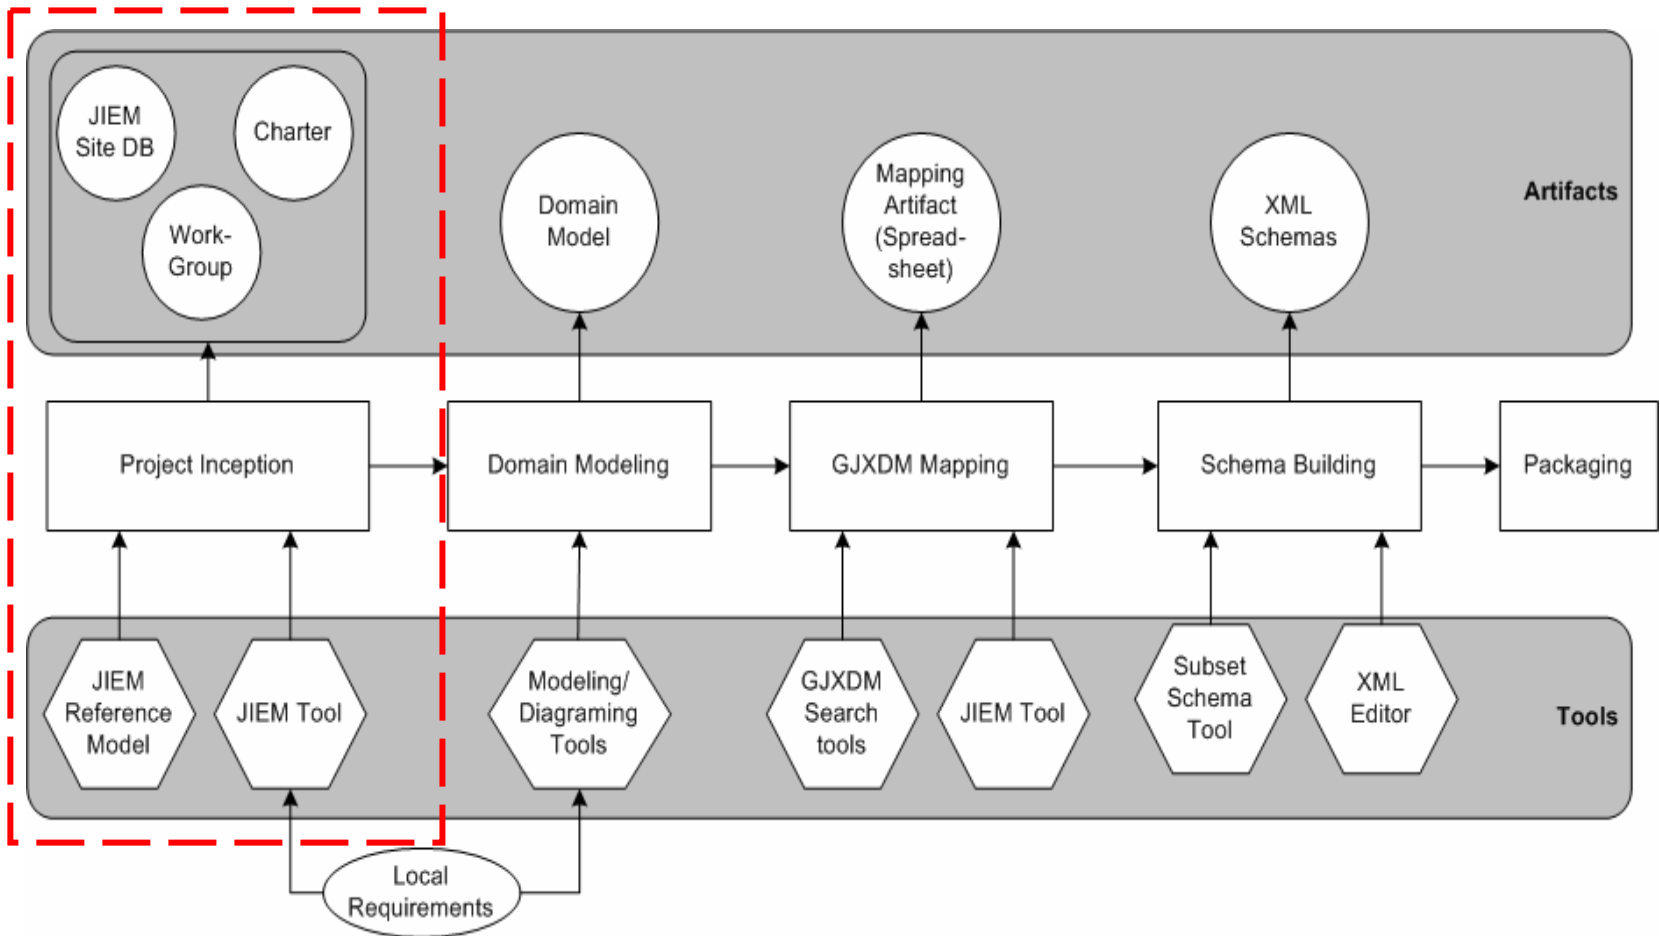 JIEM
Site DB
Charter
Work-
Group
Domain
Model
Mapping
Artifact
(Spread-
sheet)
XML
Schemas
Artifacts
Project Inception
Domain Modeling
GJXDM Mapping
Schema Building
Packaging
JIEM
Reference
Model
JIEM Tool
Modeling/
Diagraming
Tools
GJXDM
Search
tools
JIEM Tool
Subset
Schema
Tool
XML
Editor
Tools
Local
Requirements